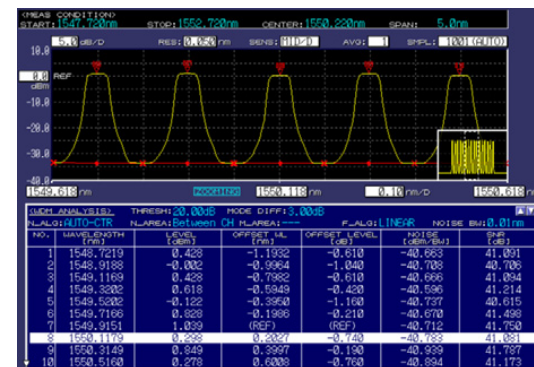 <MEAS CONDITION>
START:1547.720nm STOP:1552.720nm CENTER:1550.220nm SPAN: 5.0nm
5.0 dB/D RES:0.050 nm SENS:MID/D AVG: 1 SMPL: 1001(AUTO)
10.0
0.0 REF
dBm
-10.0
-20.0
-30.0
-40.0
1549.618 nm 1550.118 nm 0.10 nm/D 1550.618 nm
<WDM ANALYSIS> THRESH:20.00dB MODE DIFF:3.00dB
N_ALG:AUTO-CTR N_AREA:Between CH M_AREA:--- F_ALG:LINEAR NOISE BW:0.01nm
NO. WAVELENGTH LEVEL OFFSET WL OFFSET LEVEL NOISE SNR
[nm] [dBm] [nm] [dB] [dBm/BW] [dB]
1 1548.7219 0.428 -1.1932 -0.610 -40.663 41.091
2 1548.9188 -0.002 -0.9964 -1.040 -40.708 40.706
3 1549.1169 0.428 -0.7982 -0.610 -40.666 41.094
4 1549.3202 0.618 -0.5949 -0.420 -40.596 41.214
5 1549.5202 -0.122 -0.3950 -1.160 -40.737 40.615
6 1549.7166 0.828 -0.1986 -0.210 -40.670 41.498
7 1549.9151 1.039 (REF) (REF) -40.712 41.750
8 1550.1179 0.298 0.2027 -0.740 -40.783 41.081
9 1550.3149 0.849 0.3997 -0.190 -40.939 41.787
10 1550.5160 0.278 0.6008 -0.760 -40.894 41.173